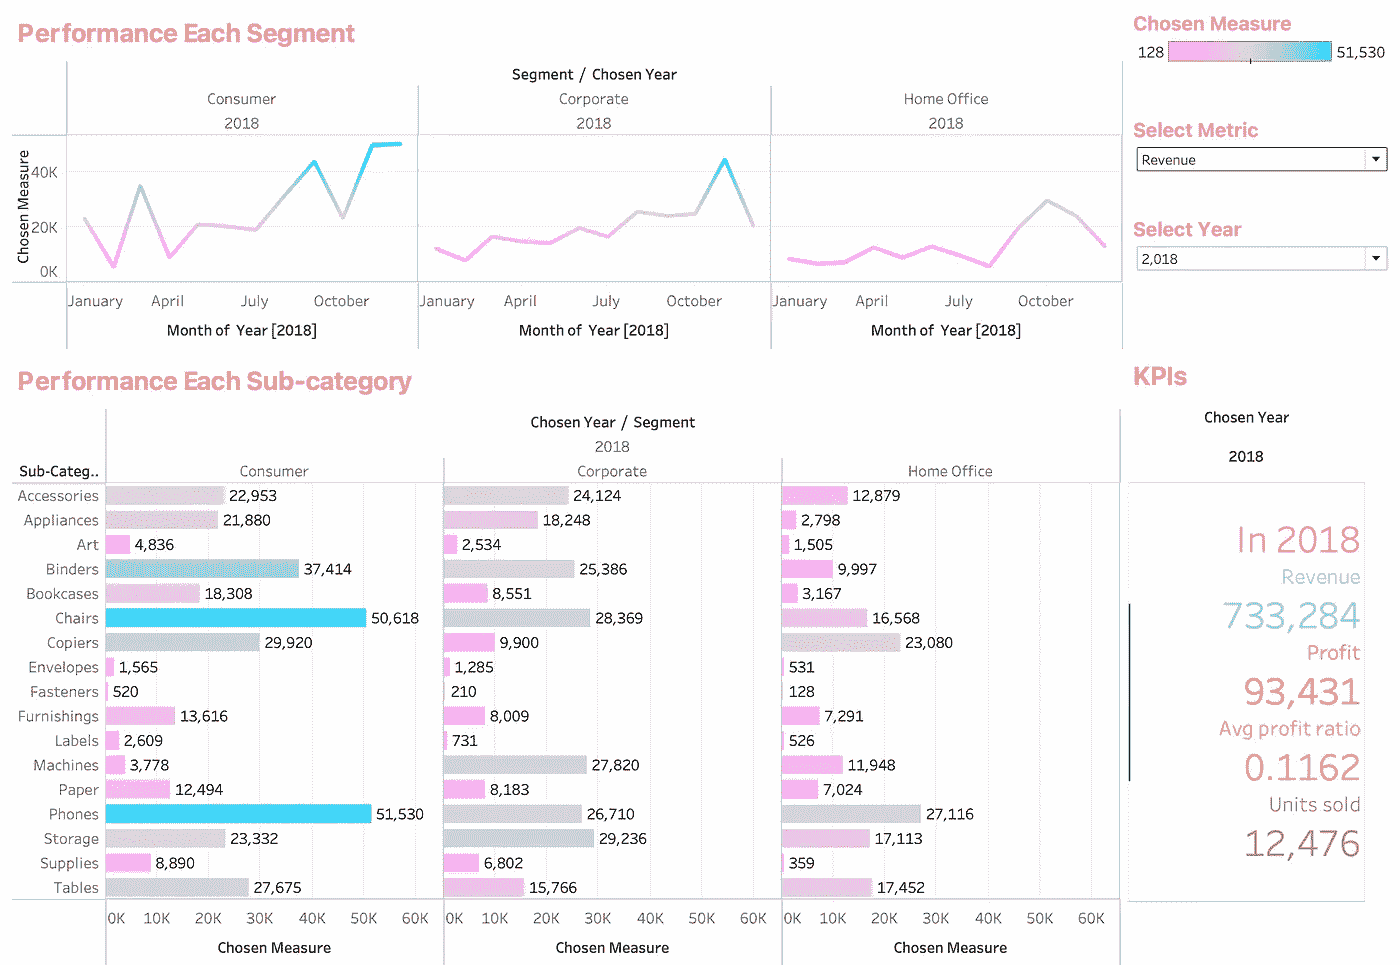 Performance Each Segment
Segment / Chosen Year
Consumer Corporate Home Office
2018 2018 2018
Chosen Measure
40K
20K
0K
January April July October January April July October January April July October
Month of Year [2018] Month of Year [2018] Month of Year [2018]
Chosen Measure
128 51,530
Select Metric
Revenue
Select Year
2,018
Performance Each Sub-category
Chosen Year / Segment
2018
Sub-Categ.. Consumer Corporate Home Office
Accessories 22,953 24,124 12,879
Appliances 21,880 18,248 2,798
Art 4,836 2,534 1,505
Binders 37,414 25,386 9,997
Bookcases 18,308 8,551 3,167
Chairs 50,618 28,369 16,568
Copiers 29,920 9,900 23,080
Envelopes 1,565 1,285 531
Fasteners 520 210 128
Furnishings 13,616 8,009 7,291
Labels 2,609 731 526
Machines 3,778 27,820 11,948
Paper 12,494 8,183 7,024
Phones 51,530 26,710 27,116
Storage 23,332 29,236 17,113
Supplies 8,890 6,802 359
Tables 27,675 15,766 17,452
0K 10K 20K 30K 40K 50K 60K 0K 10K 20K 30K 40K 50K 60K 0K 10K 20K 30K 40K 50K 60K
Chosen Measure Chosen Measure Chosen Measure
KPIs
Chosen Year
2018
In 2018
Revenue
733,284
Profit
93,431
Avg profit ratio
0.1162
Units sold
12,476